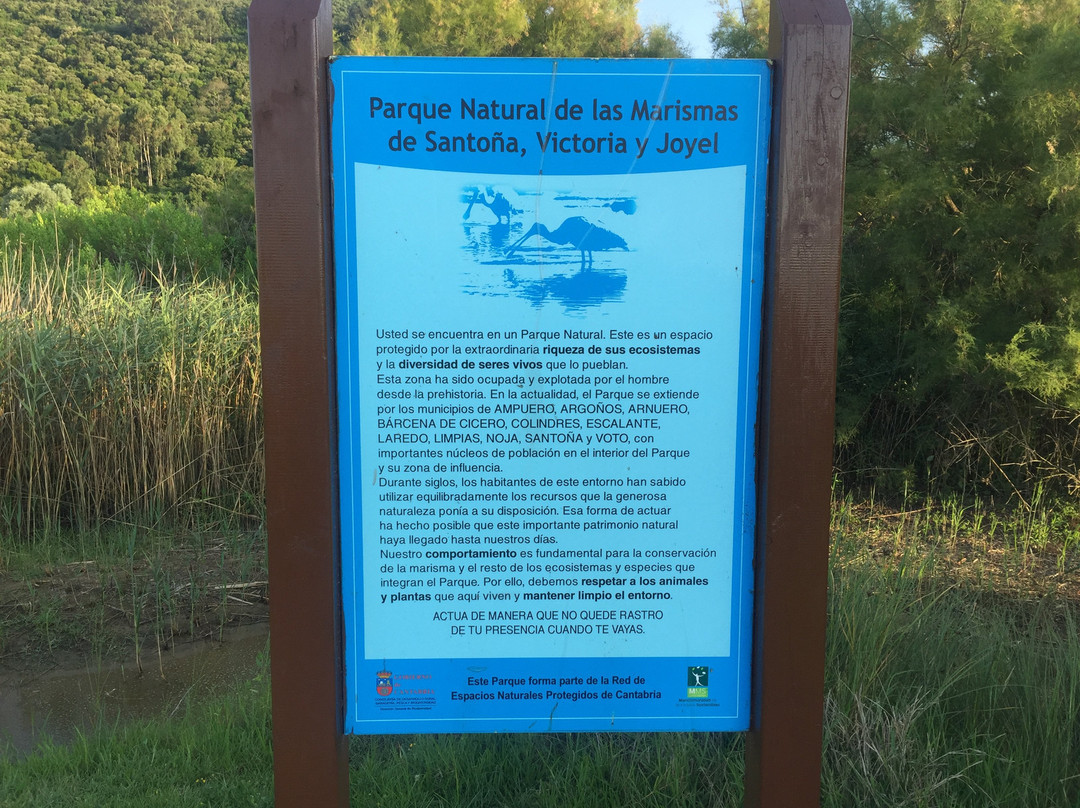 Parque Natural de las Marismas
de Santoña, Victoria y Joyel
Usted se encuentra en un Parque Natural. Este es un espacio
protegido por la extraordinaria riqueza de sus ecosistemas
y la diversidad de seres vivos que lo pueblan.
Esta zona ha sido ocupada y explotada por el hombre
desde la prehistoria. En la actualidad, el Parque se extiende
por los municipios de AMPUERO, ARGOÑOS, ARNUERO,
BÁRCENA DE CICERO, COLINDRES, ESCALANTE,
LAREDO, LIMPIAS, NOJA, SANTOÑA y VOTO, con
importantes núcleos de población en el interior del Parque
y su zona de influencia.
Durante siglos, los habitantes de este entorno han sabido
utilizar equilibradamente los recursos que la generosa
naturaleza ponía a su disposición. Esa forma de actuar
ha hecho posible que este importante patrimonio natural
haya llegado hasta nuestros días.
Nuestro comportamiento es fundamental para la conservación
de la marisma y el resto de los ecosistemas y especies que
integran el Parque. Por ello, debemos respetar a los animales
y plantas que aquí viven y mantener limpio el entorno.
ACTUA DE MANERA QUE NO QUEDE RASTRO
DE TU PRESENCIA CUANDO TE VAYAS.
Este Parque forma parte de la Red de
Espacios Naturales Protegidos de Cantabria